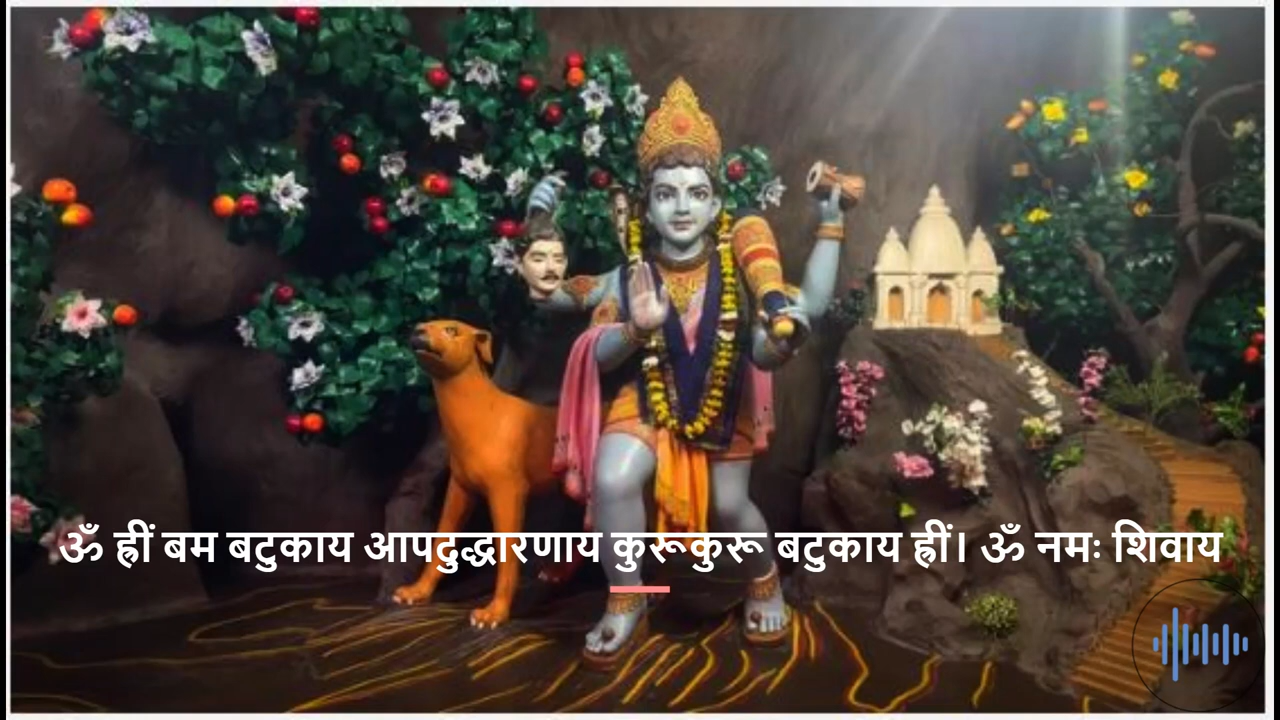 ॐ ह्रीं बम बटुकाय आपदुद्धारणाय कुरूकुरू बटुकाय ह्रीं। ॐ नमः शिवाय